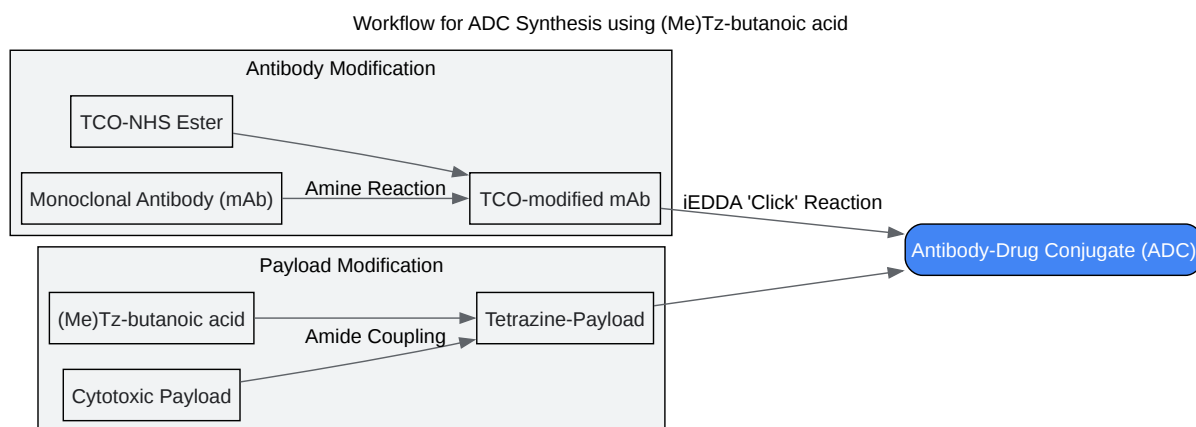 Workflow for ADC Synthesis using (Me)Tz-butanoic acid
Antibody Modification
TCO-NHS Ester
Monoclonal Antibody (mAb)
Amine Reaction
TCO-modified mAb
iEDDA 'Click' Reaction
Antibody-Drug Conjugate (ADC)
Payload Modification
(Me)Tz-butanoic acid
Amide Coupling
Tetrazine-Payload
Cytotoxic Payload